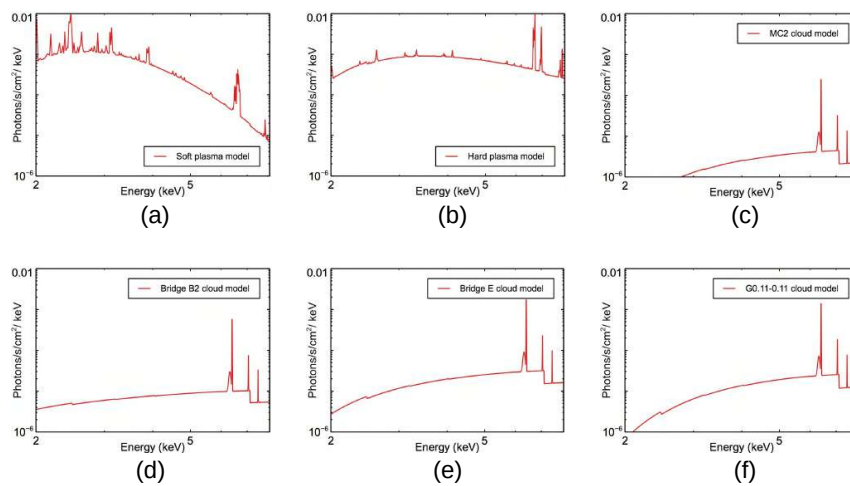 0.01
Photons/s/cm²/ keV
10⁻⁶
2
5
Energy (keV)
Soft plasma model
(a)
0.01
Photons/s/cm²/ keV
10⁻⁶
2
5
Energy (keV)
Hard plasma model
(b)
0.01
Photons/s/cm²/ keV
10⁻⁶
2
5
Energy (keV)
MC2 cloud model
(c)
0.01
Photons/s/cm²/ keV
10⁻⁶
2
5
Energy (keV)
Bridge B2 cloud model
(d)
0.01
Photons/s/cm²/ keV
10⁻⁶
2
5
Energy (keV)
Bridge E cloud model
(e)
0.01
Photons/s/cm²/ keV
10⁻⁶
2
5
Energy (keV)
G0.11-0.11 cloud model
(f)